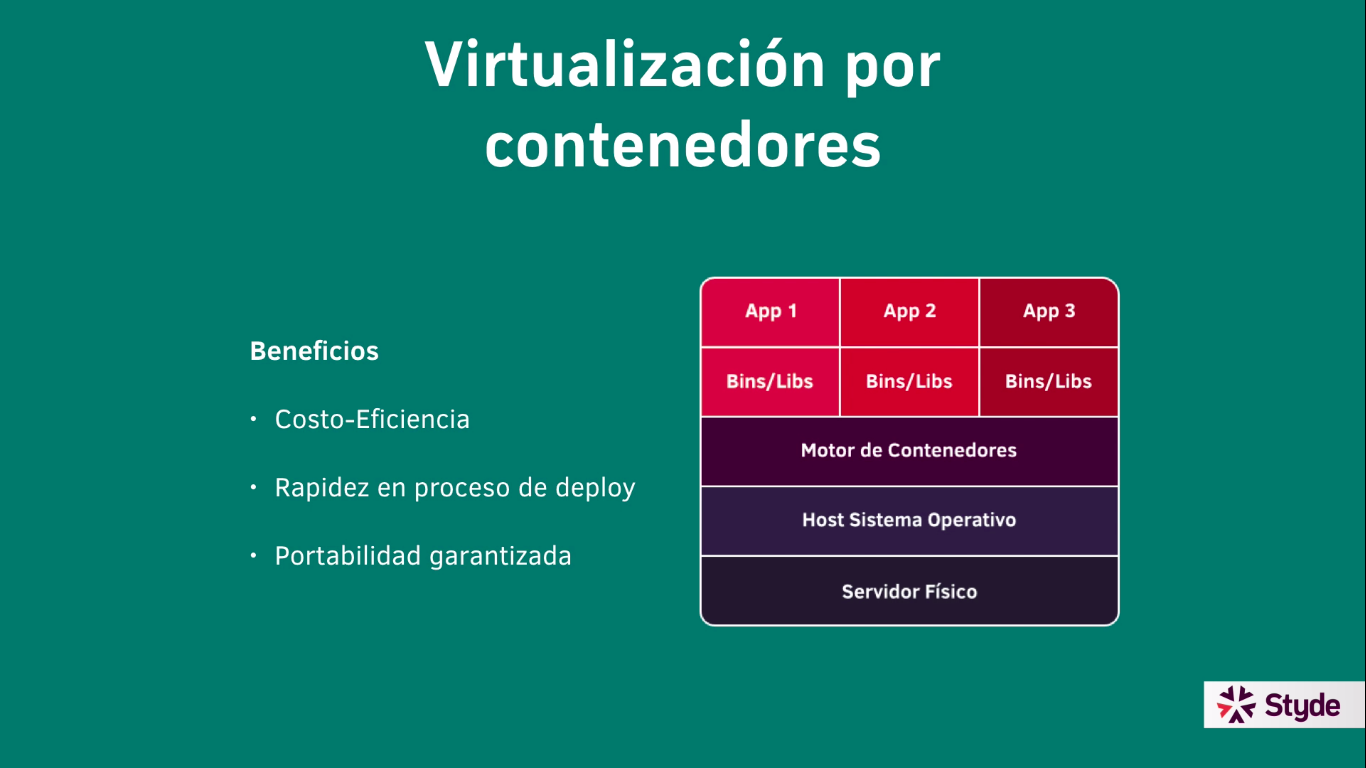 Virtualización por
contenedores
Beneficios
• Costo-Eficiencia
• Rapidez en proceso de deploy
• Portabilidad garantizada
App 1 App 2 App 3
Bins/Libs Bins/Libs Bins/Libs
Motor de Contenedores
Host Sistema Operativo
Servidor Físico
Styde